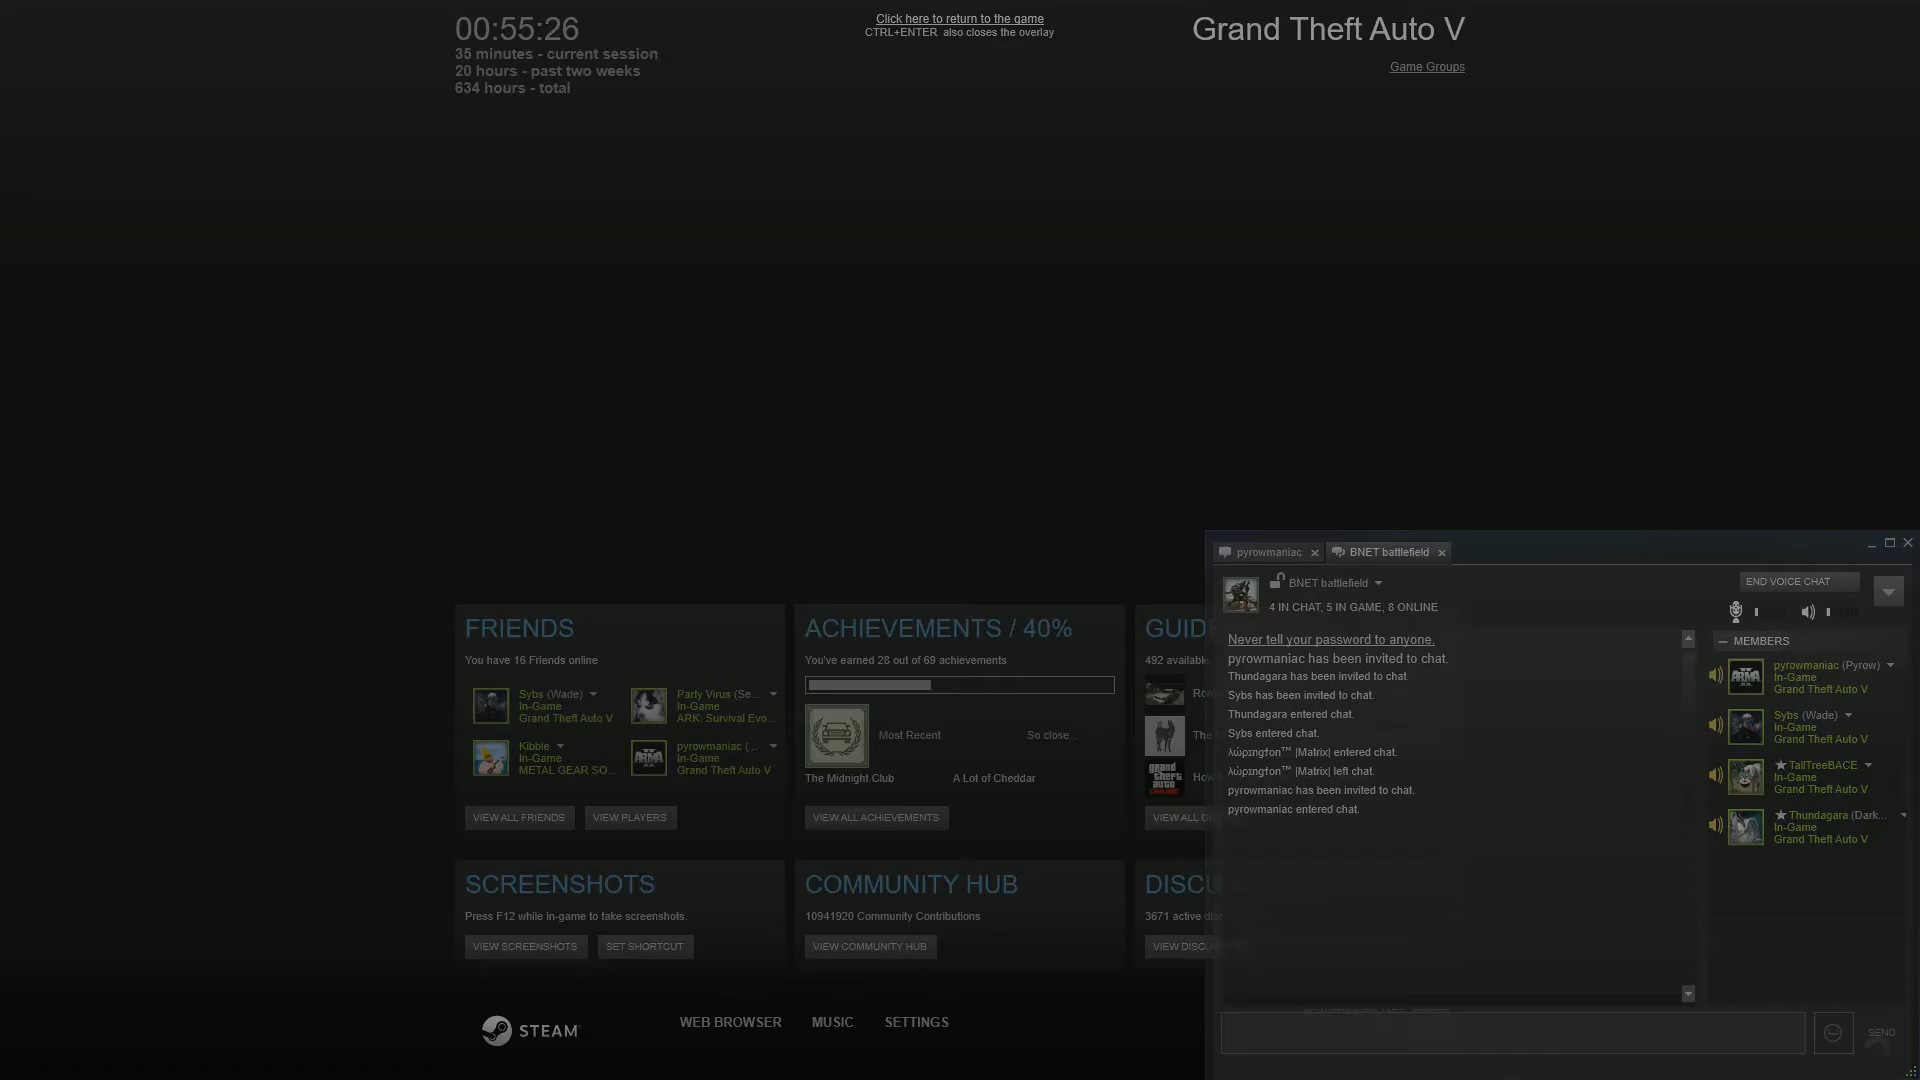 00:55:26
35 minutes - current session
20 hours - past two weeks
634 hours - total
Click here to return to the game
CTRL+ENTER also closes the overlay
Grand Theft Auto V
Game Groups
FRIENDS
You have 16 Friends online
Sybs (Wade)
In-Game
Grand Theft Auto V
Party Virus (Se...
In-Game
ARK: Survival Evo...
Kibble
In-Game
METAL GEAR SO...
pyrowmaniac (...
In-Game
Grand Theft Auto V
VIEW ALL FRIENDS
VIEW PLAYERS
ACHIEVEMENTS / 40%
You've earned 28 out of 69 achievements
Most Recent
So close...
The Midnight Club
A Lot of Cheddar
VIEW ALL ACHIEVEMENTS
GUID
492 available
The
grand theft auto
VIEW ALL GU
SCREENSHOTS
Press F12 while in-game to take screenshots.
VIEW SCREENSHOTS
SET SHORTCUT
COMMUNITY HUB
10941920 Community Contributions
VIEW COMMUNITY HUB
DISCU
3671 active
VIEW DISCU
STEAM
WEB BROWSER
MUSIC
SETTINGS
pyrowmaniac
BNET battlefield
BNET battlefield
4 IN CHAT, 5 IN GAME, 8 ONLINE
END VOICE CHAT
Never tell your password to anyone.
pyrowmaniac has been invited to chat.
Thundagara has been invited to chat.
Sybs has been invited to chat.
Thundagara entered chat.
Sybs entered chat.
|Matrix| entered chat.
|Matrix| left chat.
pyrowmaniac has been invited to chat.
pyrowmaniac entered chat.
MEMBERS
ARMA
pyrowmaniac (Pyrow)
In-Game
Grand Theft Auto V
Sybs (Wade)
In-Game
Grand Theft Auto V
★TallTreeBACE
In-Game
Grand Theft Auto V
★Thundagara (Dark...
In-Game
Grand Theft Auto V
SEND